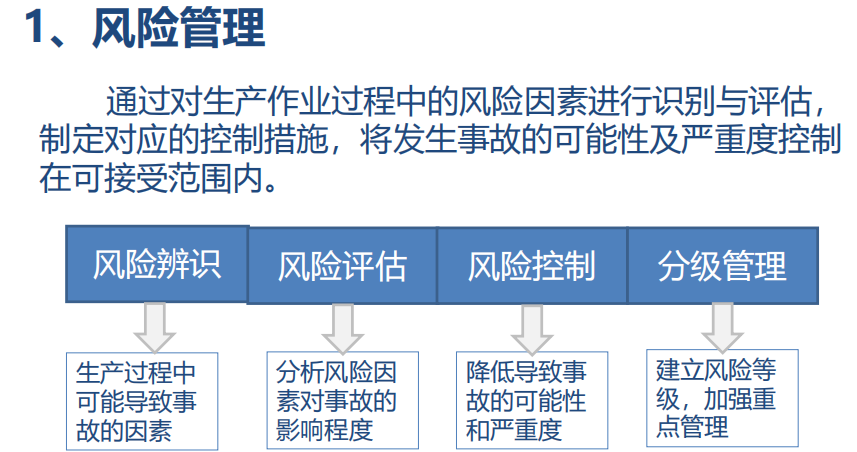 1、风险管理
通过对生产作业过程中的风险因素进行识别与评估，
制定对应的控制措施，将发生事故的可能性及严重度控制
在可接受范围内。
风险辨识 风险评估 风险控制 分级管理
生产过程中
可能导致事
故的因素
分析风险因
素对事故的
影响程度
降低导致事
故的可能性
和严重度
建立风险等
级，加强重
点管理